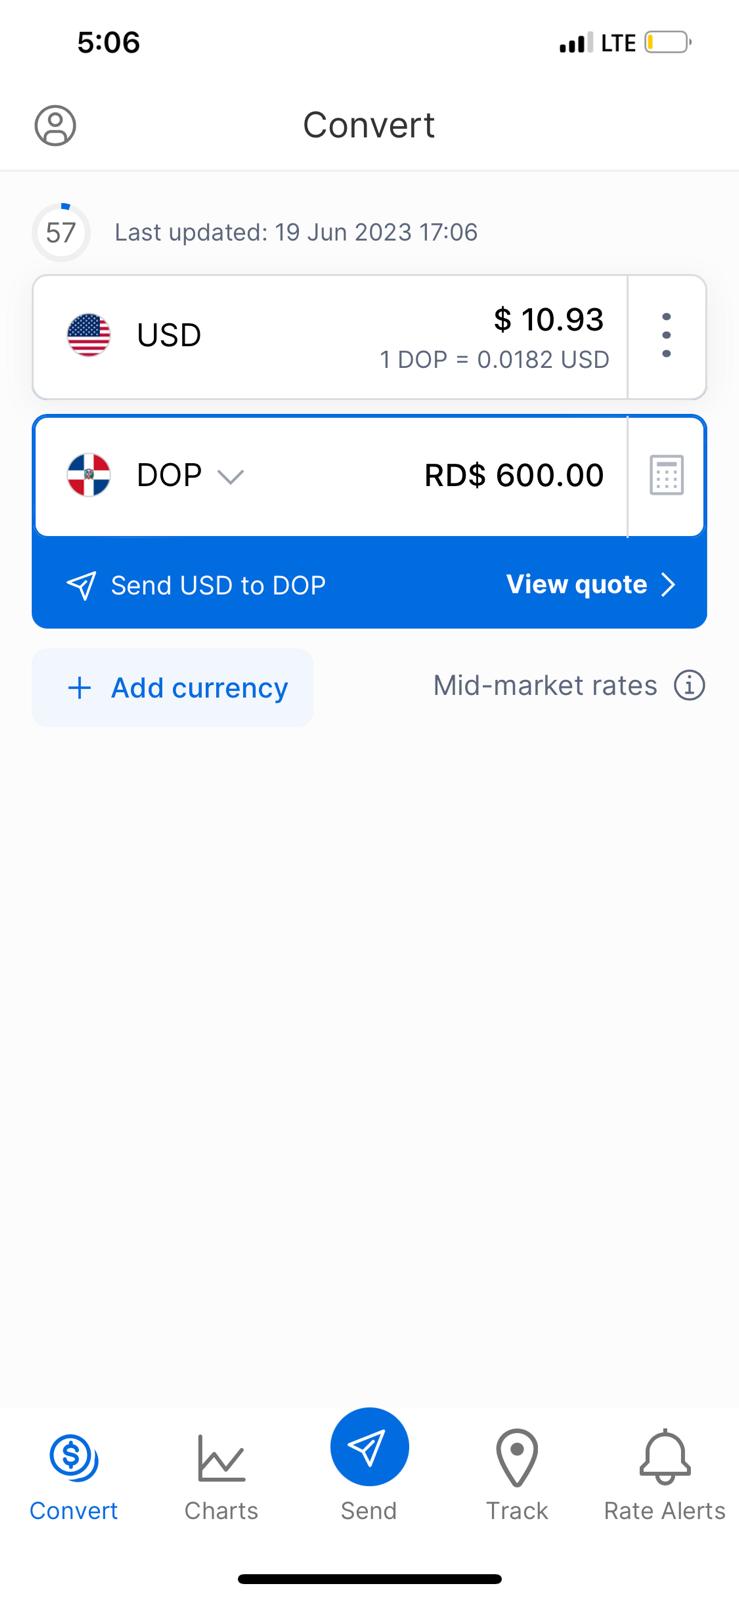 5:06 LTE
Convert
57 Last updated: 19 Jun 2023 17:06
USD $ 10.93
1 DOP = 0.0182 USD
DOP RD$ 600.00
Send USD to DOP View quote
+ Add currency Mid-market rates
Convert Charts Send Track Rate Alerts